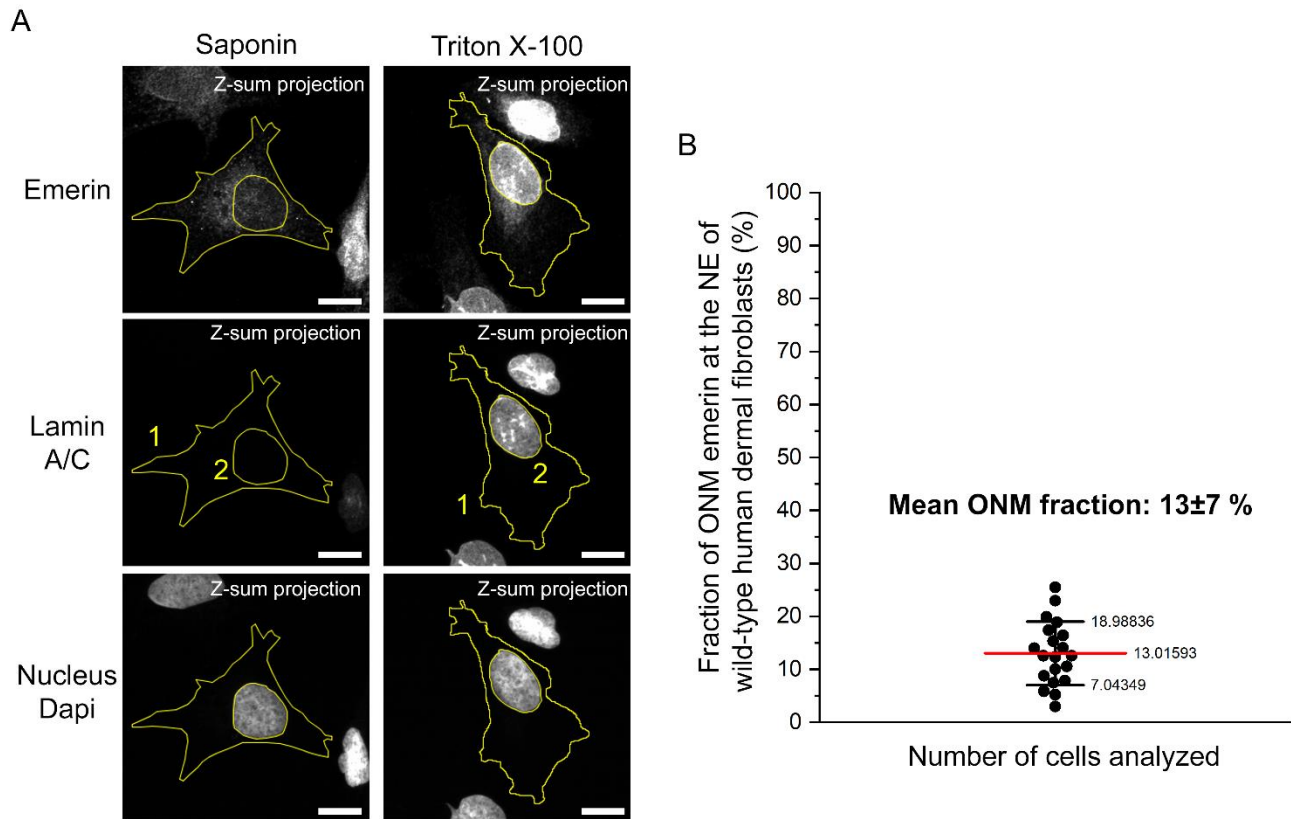 A
Saponin
Triton X-100
Z-sum projection
Z-sum projection
Emerin
Z-sum projection
Z-sum projection
Lamin
A/C
1
2
1
2
Z-sum projection
Z-sum projection
Nucleus
Dapi
B
Fraction of ONM emerin at the NE of
wild-type human dermal fibroblasts (%)
100
90
80
70
60
50
40
30
20
10
0
Mean ONM fraction: 13±7 %
18.98836
13.01593
7.04349
Number of cells analyzed